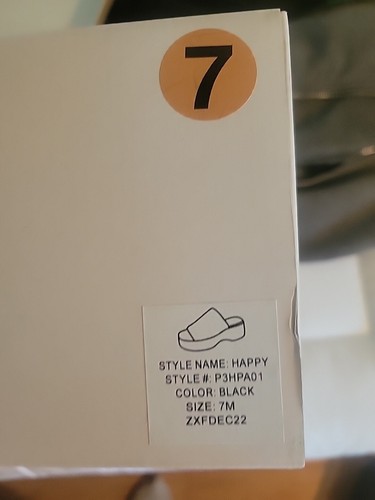 7
STYLE NAME: HAPPY
STYLE #: P3HPA01
COLOR: BLACK
SIZE: 7M
ZXFDEC22